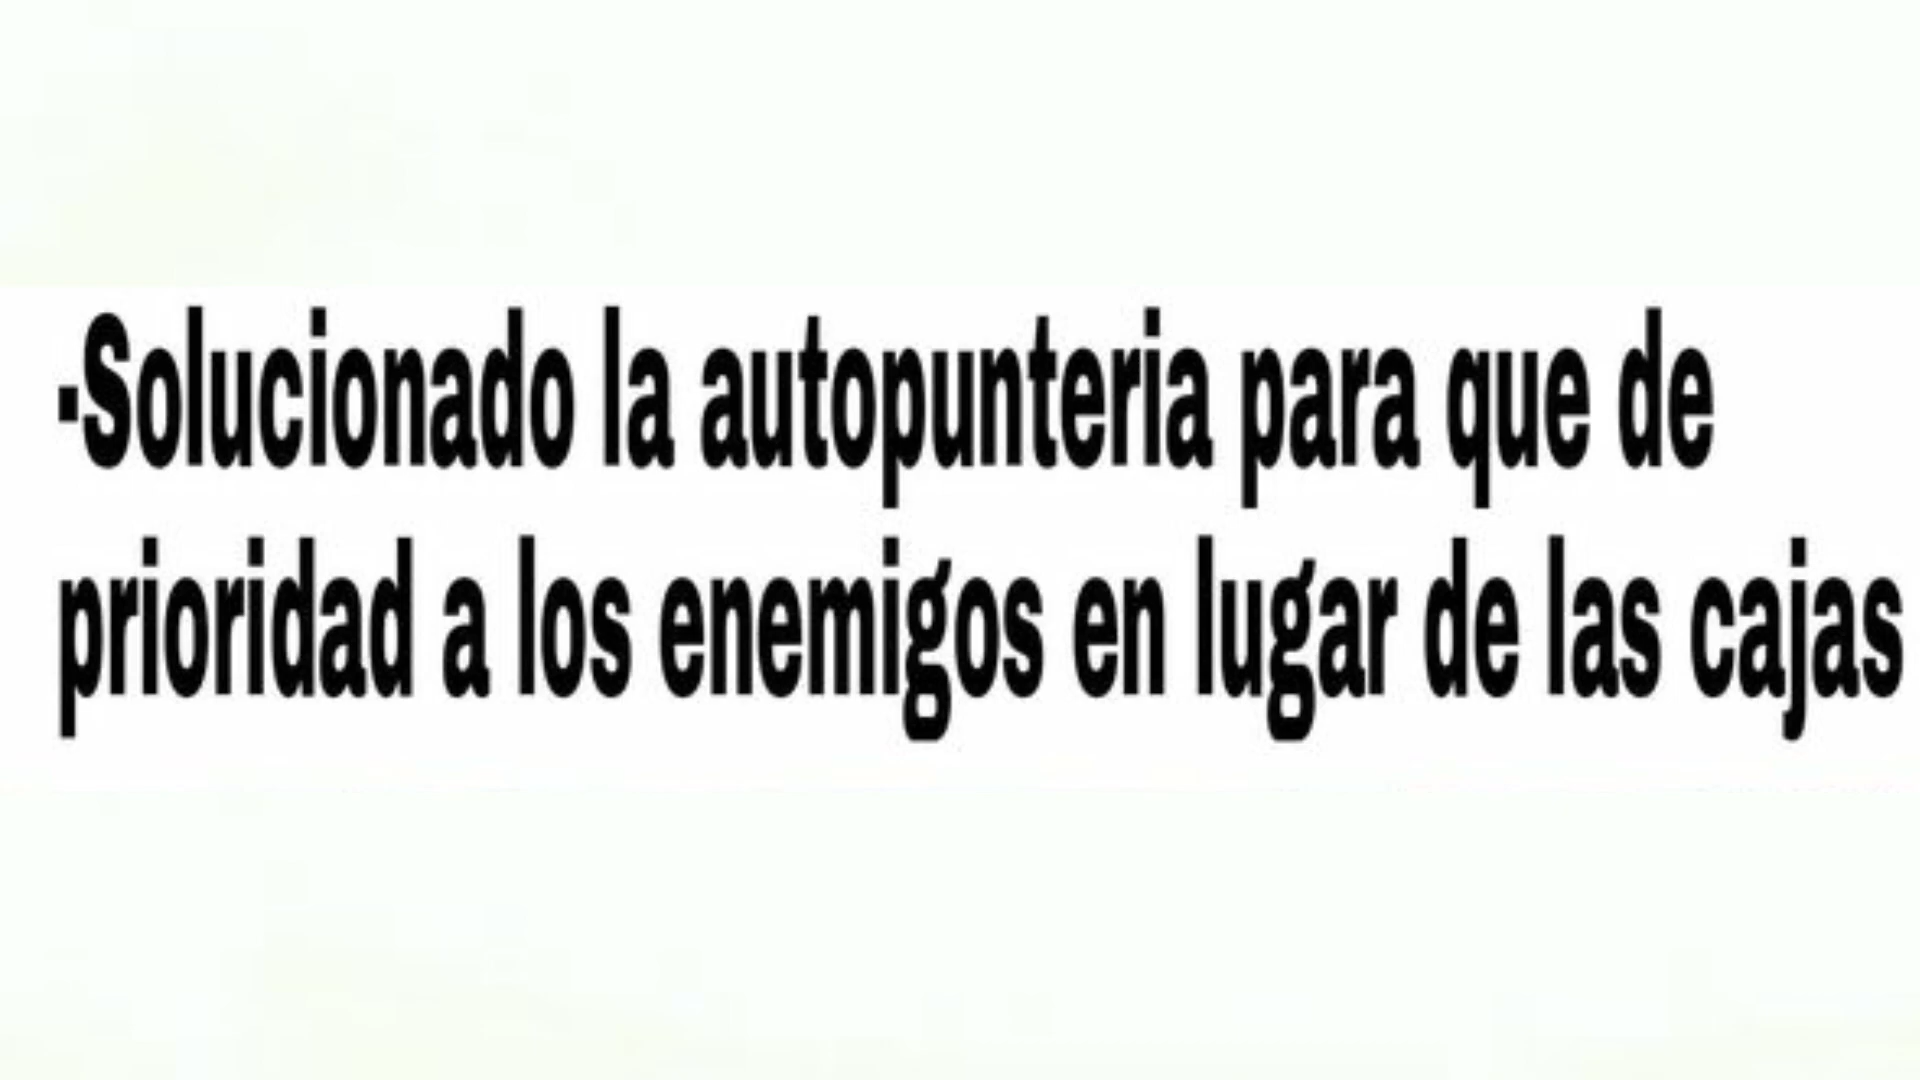 -Solucionado la autopunteria para que de
prioridad a los enemigos en lugar de las cajas